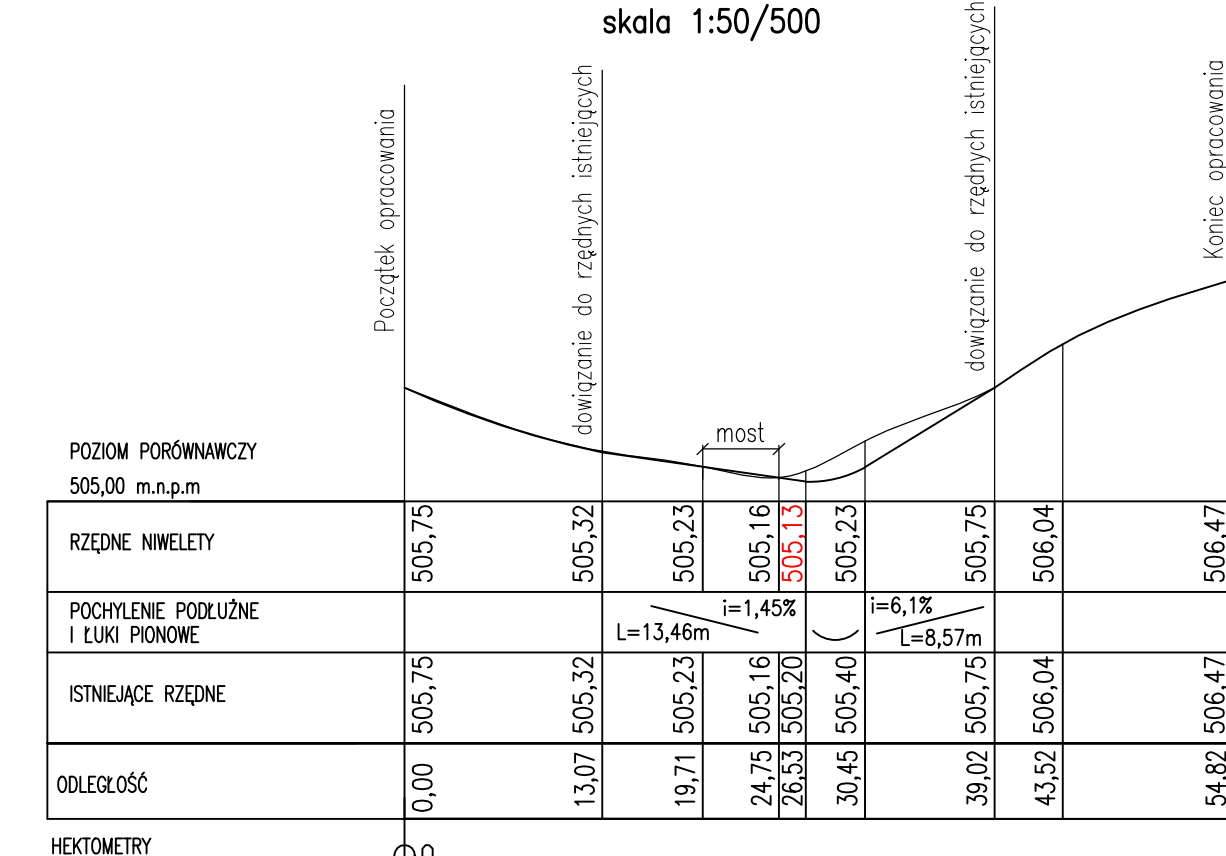 skala 1:50/500
Początek opracowania
dowiązanie do rzędnych istniejących
dowiązanie do rzędnych istniejących
Koniec opracowania
most
POZIOM PORÓWNAWCZY
505,00 m.n.p.m
RZĘDNE NIWELETY
505,75 505,32 505,23 505,16 505,13 505,23 505,75 506,04 506,47
POCHYLENIE PODŁUŻNE
I ŁUKI PIONOWE
i=1,45% i=6,1%
L=13,46m L=8,57m
ISTNIEJĄCE RZĘDNE
505,75 505,32 505,23 505,16 505,20 505,40 505,75 506,04 506,47
ODLEGŁOŚĆ
0,00 13,07 19,71 24,75 26,53 30,45 39,02 43,52 54,82
HEKTOMETRY